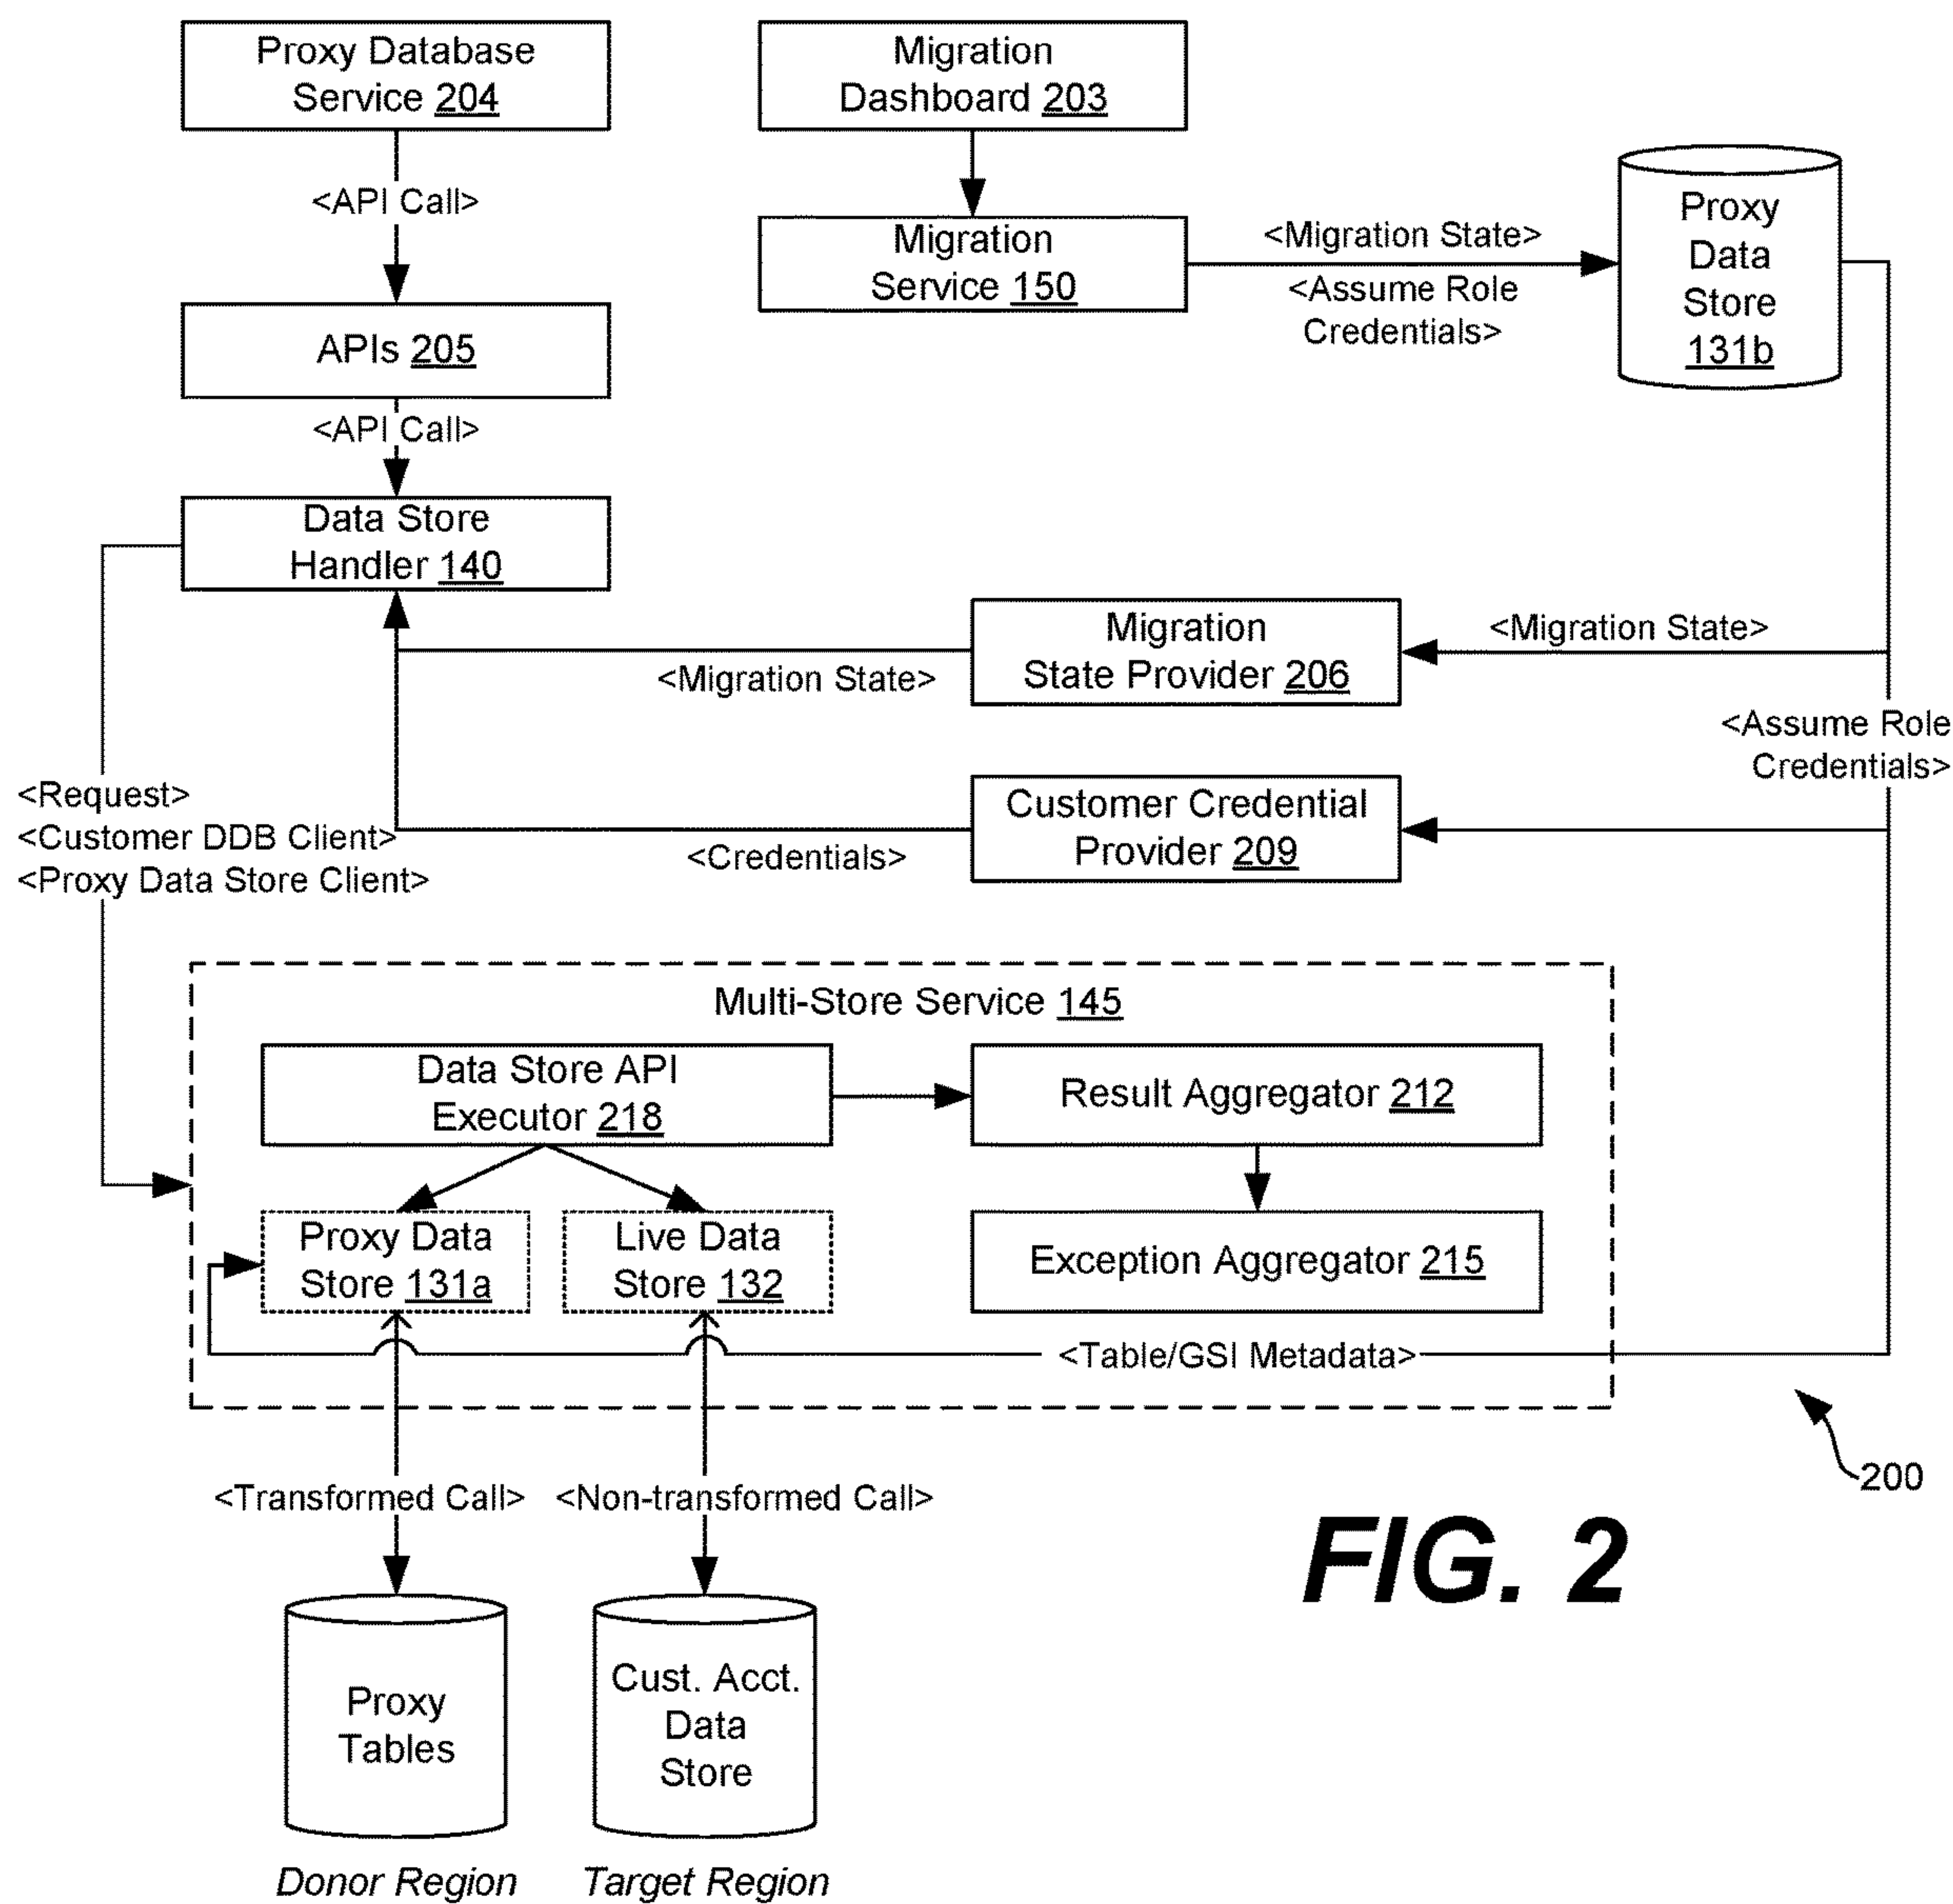 Proxy Database
Service 204
Migration
Dashboard 203
<API Call>
Migration
Service 150
<Migration State>
<Assume Role
Credentials>
Proxy
Data
Store
131b
APIs 205
<API Call>
Data Store
Handler 140
Migration
State Provider 206
<Migration State>
<Migration State>
<Assume Role
Credentials>
Customer Credential
Provider 209
<Credentials>
<Request>
<Customer DDB Client>
<Proxy Data Store Client>
Multi-Store Service 145
Data Store API
Executor 218
Result Aggregator 212
Proxy Data
Store 131a
Live Data
Store 132
Exception Aggregator 215
<Table/GSI Metadata>
200
<Transformed Call>
<Non-transformed Call>
FIG. 2
Proxy
Tables
Cust. Acct.
Data
Store
Donor Region
Target Region